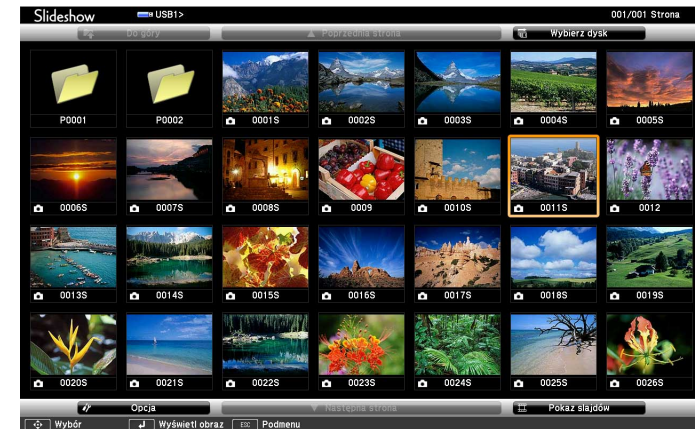 Slideshow USB1> 001/001 Strona
Do góry Poprzednia strona Wybierz dysk
P0001 P0002 0001S 0002S 0003S 0004S 0005S
0006S 0007S 0008S 0009 0010S 0011S 0012
0013S 0014S 0015S 0016S 0017S 0018S 0019S
0020S 0021S 0022S 0023S 0024S 0025S 0026S
Opcja Następna strona Pokaz slajdów
Wybór Wyświetl obraz ESC Podmenu